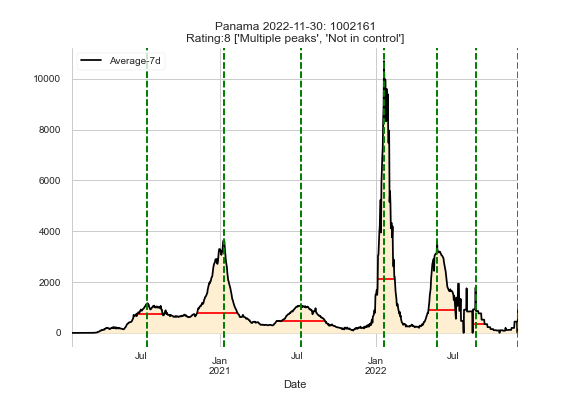 Panama 2022-11-30: 1002161
Rating:8 ['Multiple peaks', 'Not in control']
Average-7d
10000
8000
6000
4000
2000
0
Jul
Jan
2021
Jul
Jan
2022
Jul
Date